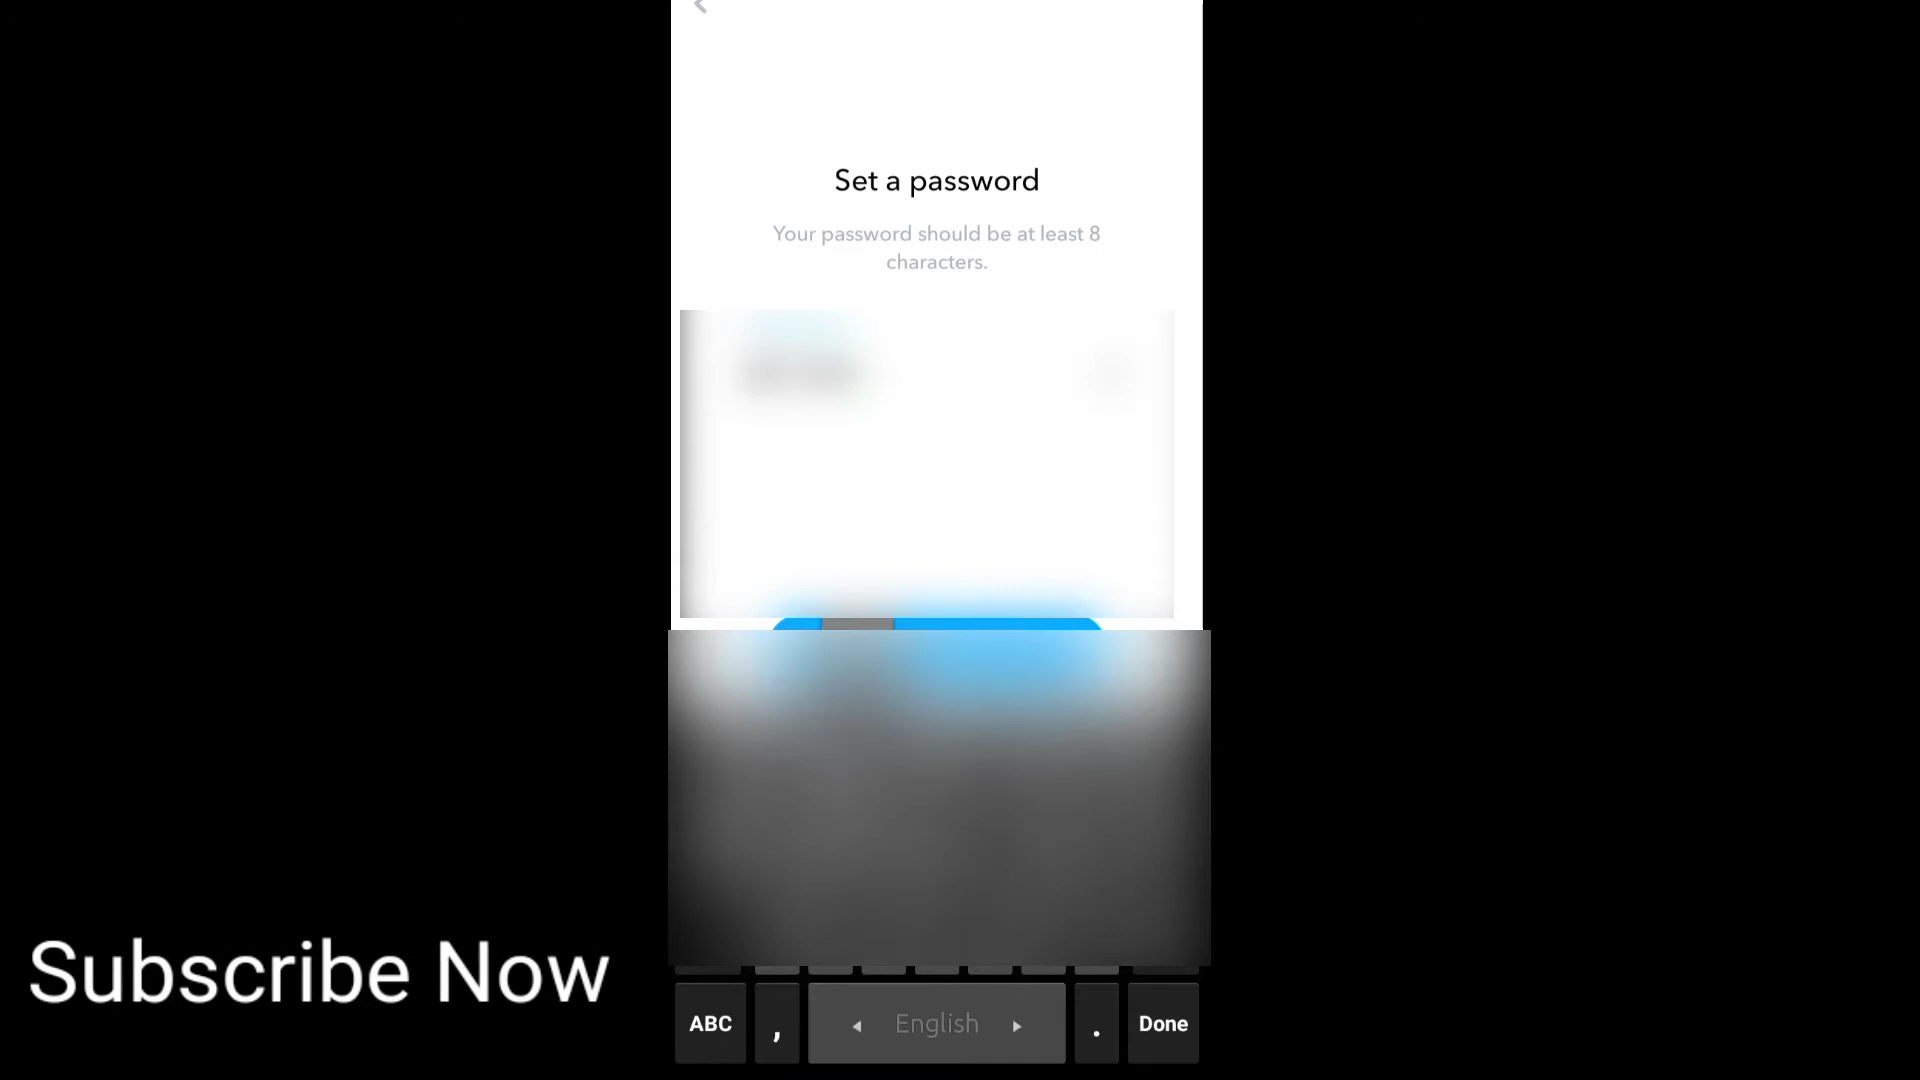 Set a password
Your password should be at least 8
characters.
Subscribe Now
ABC , English . Done